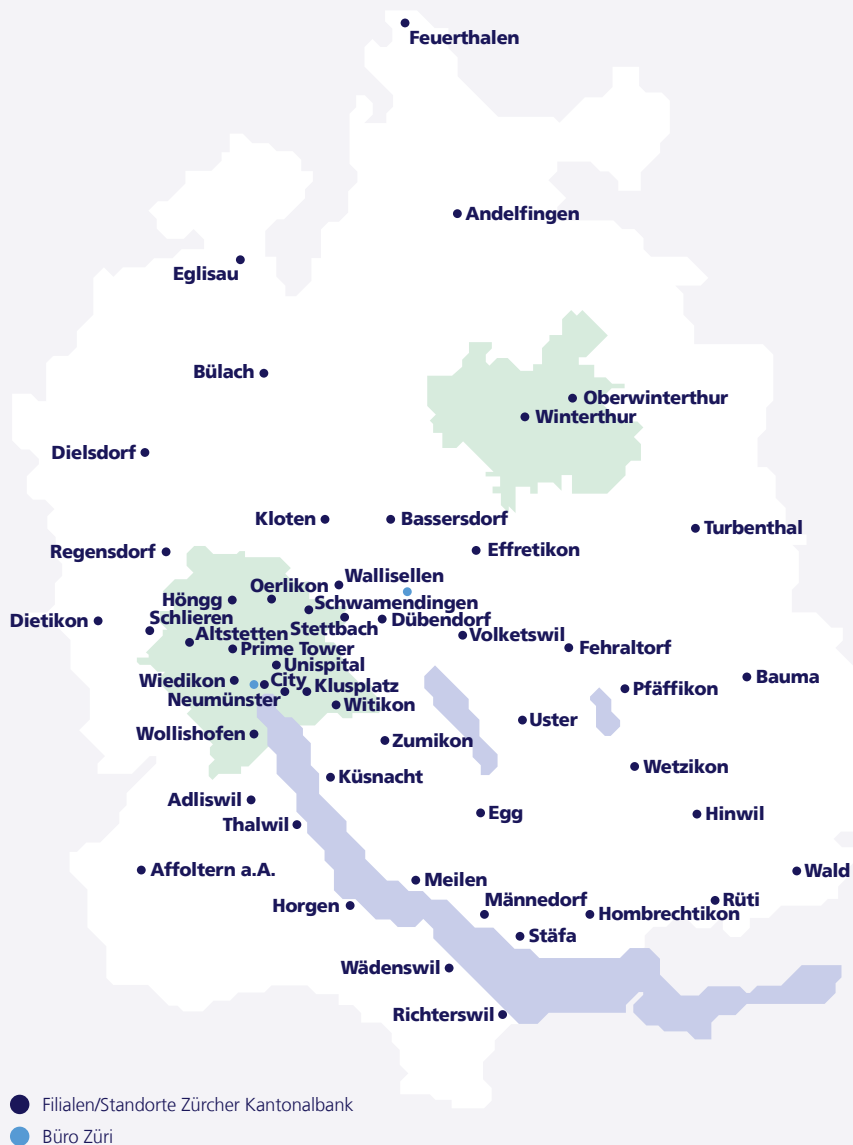 Feuerthalen
Andelfingen
Eglisau
Bülach
Oberwinterthur
Winterthur
Dielsdorf
Kloten
Bassersdorf
Turbenthal
Regensdorf
Effretikon
Wallisellen
Oerlikon
Höngg
Schwamendingen
Schlieren
Dietikon
Dübendorf
Stettbach
Altstetten
Volketswil
Prime Tower
Fehraltorf
Unispital
Bauma
Wiedikon
City
Klusplatz
Pfäffikon
Neumünster
Witikon
Uster
Wollishofen
Zumikon
Wetzikon
Küsnacht
Adliswil
Egg
Hinwil
Thalwil
Affoltern a.A.
Wald
Meilen
Männedorf
Rüti
Horgen
Hombrechtikon
Stäfa
Wädenswil
Richterswil
Filialen/Standorte Zürcher Kantonalbank
Büro Züri